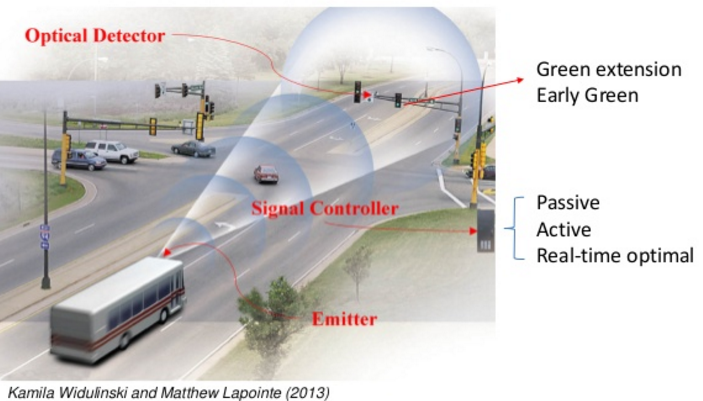 Optical Detector
Green extension
Early Green
Signal Controller
Passive
Active
Real-time optimal
Emitter
Kamila Widulinski and Matthew Lapointe (2013)